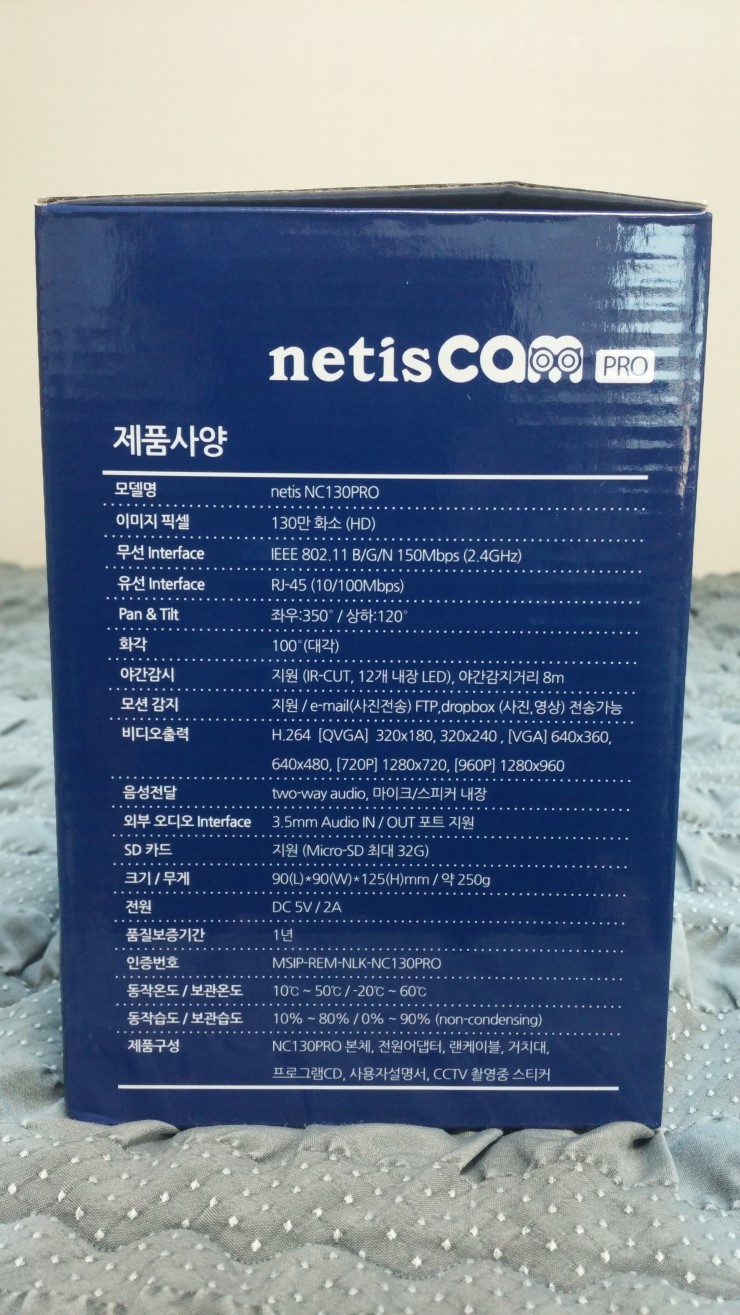 netiscam PRO
제품사양
모델명 netis NC130PRO
이미지 픽셀 130만 화소 (HD)
무선 Interface IEEE 802.11 B/G/N 150Mbps (2.4GHz)
유선 Interface RJ-45 (10/100Mbps)
Pan & Tilt 좌우:350° / 상하:120°
화각 100°(대각)
야간감시 지원 (IR-CUT, 12개 내장 LED), 야간감지거리 8m
모션 감지 지원 / e-mail(사진전송) FTP,dropbox (사진,영상) 전송가능
비디오출력 H.264 [QVGA] 320x180, 320x240 , [VGA] 640x360,
640x480, [720P] 1280x720, [960P] 1280x960
음성전달 two-way audio, 마이크/스피커 내장
외부 오디오 Interface 3.5mm Audio IN / OUT 포트 지원
SD 카드 지원 (Micro-SD 최대 32G)
크기 / 무게 90(L)*90(W)*125(H)mm / 약 250g
전원 DC 5V / 2A
품질보증기간 1년
인증번호 MSIP-REM-NLK-NC130PRO
동작온도 / 보관온도 10℃ ~ 50℃ / -20℃ ~ 60℃
동작습도 / 보관습도 10% ~ 80% / 0% ~ 90% (non-condensing)
제품구성 NC130PRO 본체, 전원어댑터, 랜케이블, 거치대,
프로그램CD, 사용자설명서, CCTV 촬영중 스티커